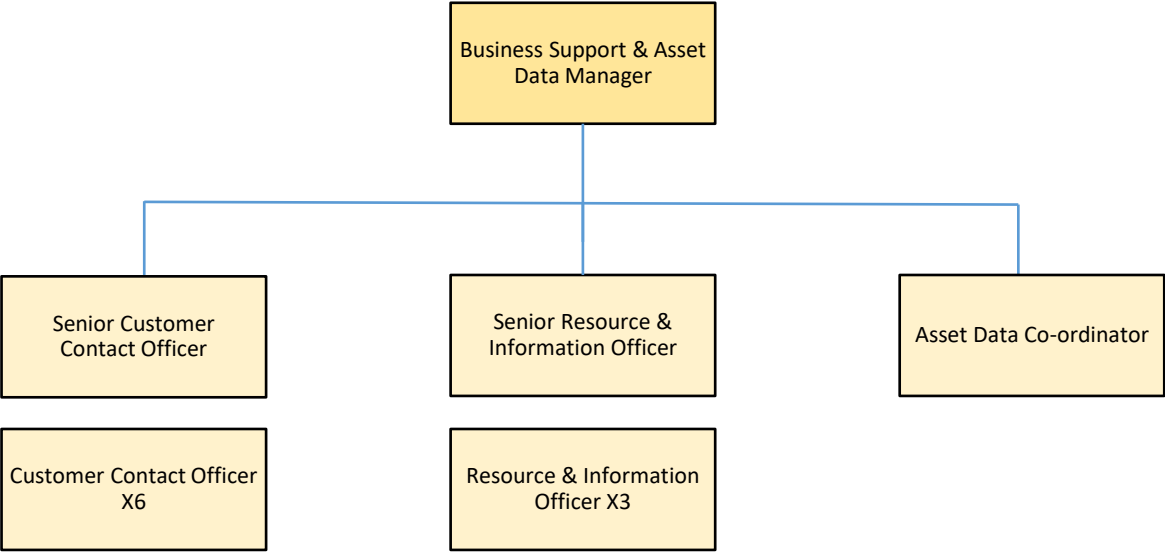 Business Support & Asset
Data Manager
Senior Customer
Contact Officer
Senior Resource &
Information Officer
Asset Data Co-ordinator
Customer Contact Officer
X6
Resource & Information
Officer X3